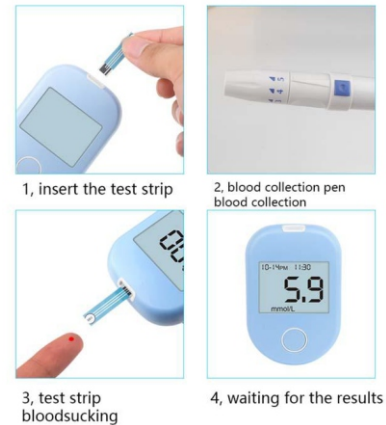 1, insert the test strip
2, blood collection pen
blood collection
10-14PM 11:30
5.9
mmol/L
3, test strip
bloodsucking
4, waiting for the results